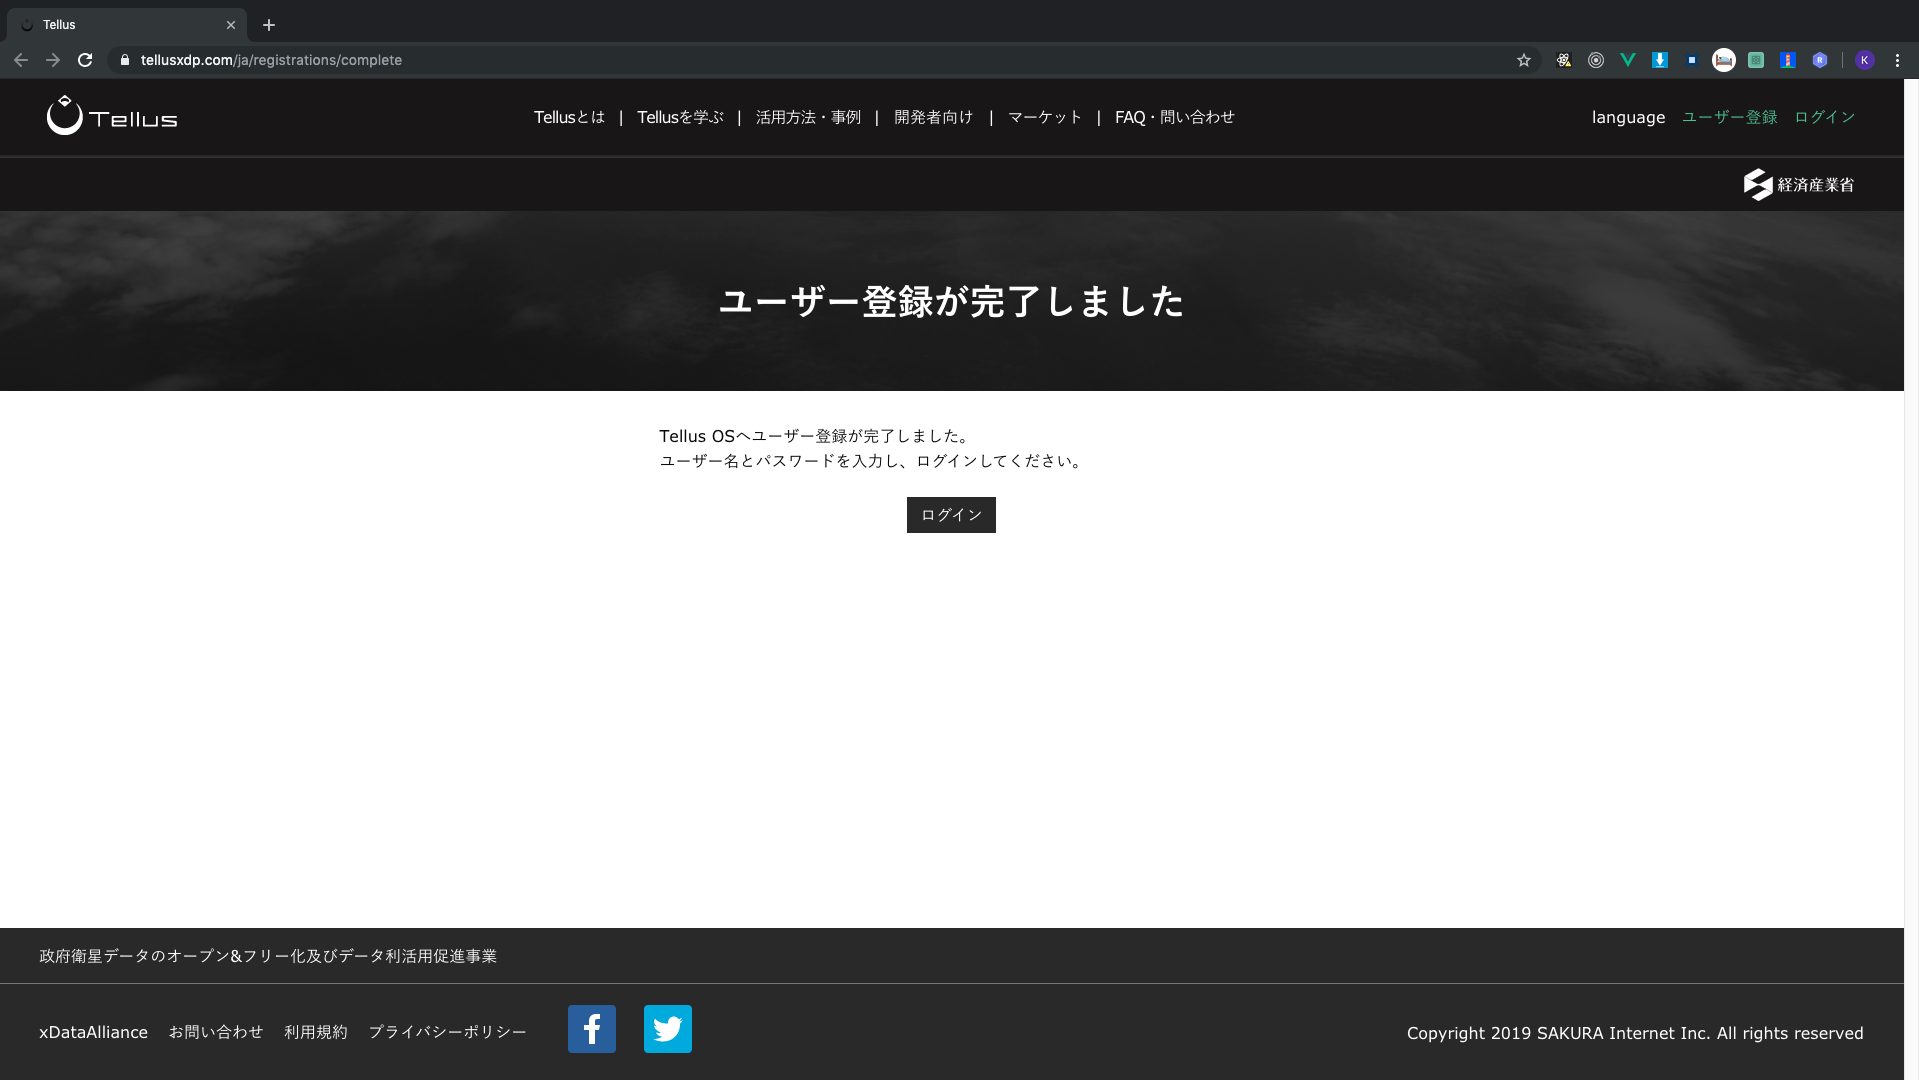 Tellus
tellusxdp.com/ja/registrations/complete
K
Tellus
Tellusとは | Tellusを学ぶ | 活用方法・事例 | 開発者向け | マーケット | FAQ・問い合わせ
language ユーザー登録 ログイン
経済産業省
ユーザー登録が完了しました
Tellus OSへユーザー登録が完了しました。
ユーザー名とパスワードを入力し、ログインしてください。
ログイン
政府衛星データのオープン&フリー化及びデータ利活用促進事業
xDataAlliance お問い合わせ 利用規約 プライバシーポリシー
Copyright 2019 SAKURA Internet Inc. All rights reserved